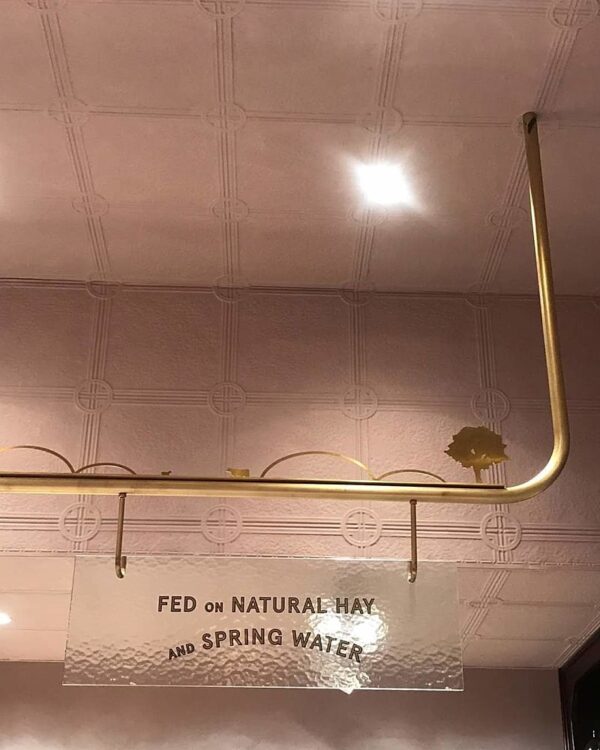 FED ON NATURAL HAY
AND SPRING WATER